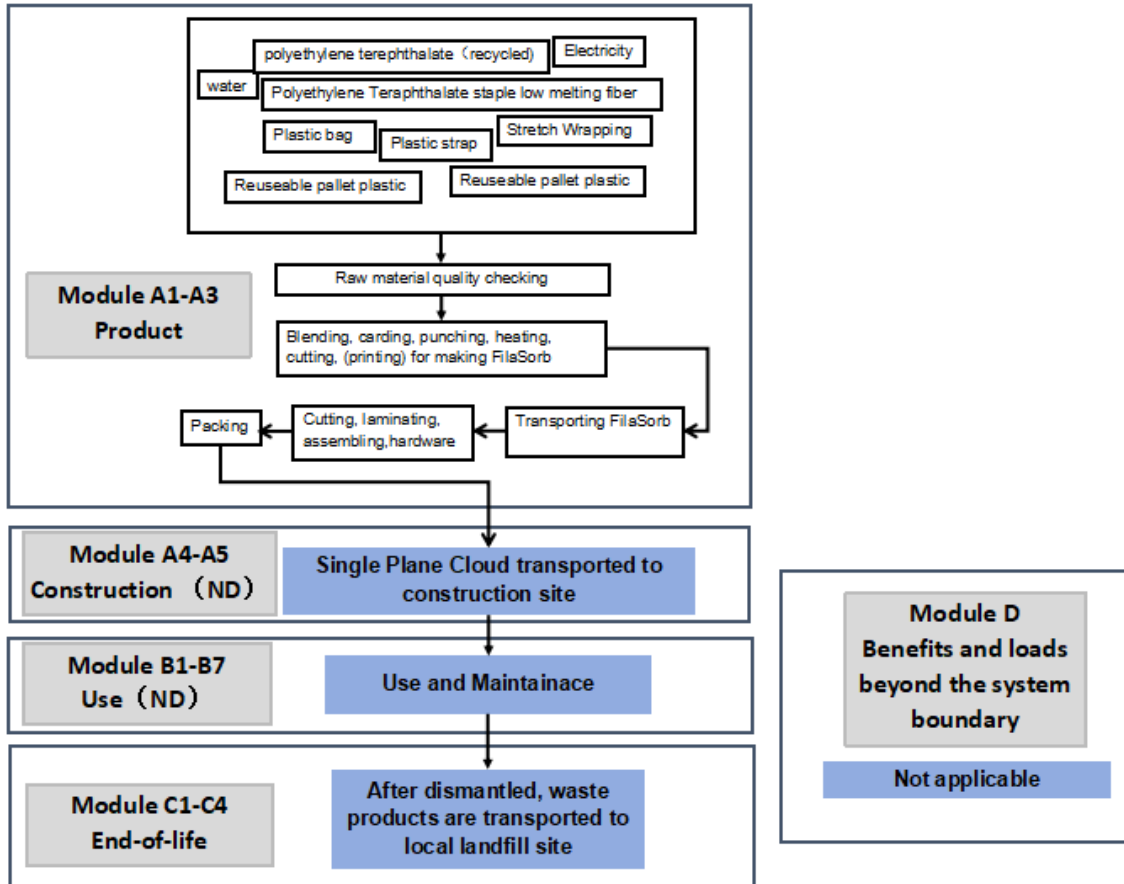 polyethylene terephthalate（recycled)
Electricity
water
Polyethylene Teraphthalate staple low melting fiber
Plastic bag
Plastic strap
Stretch Wrapping
Reuseable pallet plastic
Reuseable pallet plastic
Raw material quality checking
Module A1-A3
Product
Blending, carding, punching, heating,
cutting, (printing) for making FilaSorb
Packing
Cutting, laminating,
assembling,hardware
Transporting FilaSorb
Module A4-A5
Construction （ND）
Single Plane Cloud transported to
construction site
Module B1-B7
Use（ND）
Use and Maintainace
Module C1-C4
End-of-life
After dismantled, waste
products are transported to
local landfill site
Module D
Benefits and loads
beyond the system
boundary
Not applicable